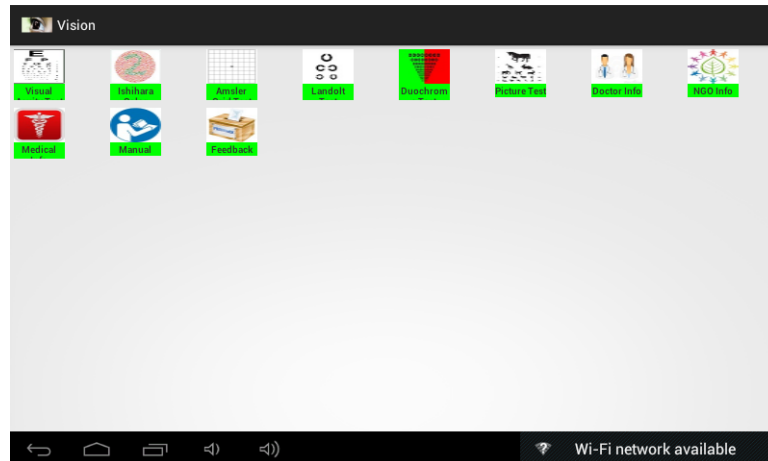 Vision
Visual
Ishihara
Amsler
Landolt
Duochrom
Picture Test
Doctor Info
NGO Info
Medical
Manual
Feedback
Wi-Fi network available